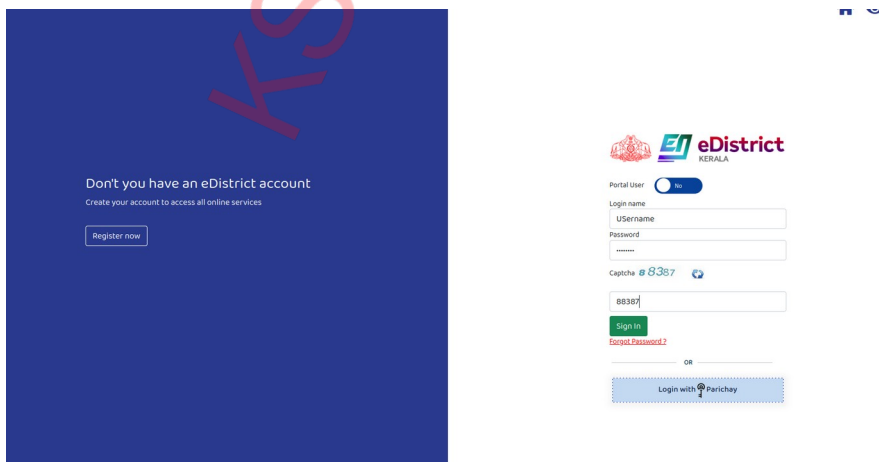 KS
Don't you have an eDistrict account
Create your account to access all online services
Register now
eDistrict
KERALA
Portal User No
Login name
USername
Password
Captcha 88387
88387
Sign In
Forgot Password ?
OR
Login with Parichay